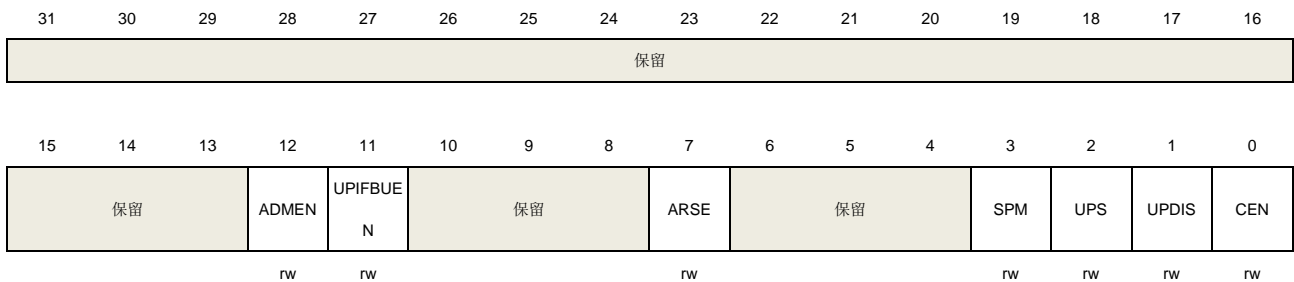 31 30 29 28 27 26 25 24 23 22 21 20 19 18 17 16
保留
15 14 13 12 11 10 9 8 7 6 5 4 3 2 1 0
保留 ADMEN UPIFBUE
N 保留 ARSE 保留 SPM UPS UPDIS CEN
rw rw rw rw rw rw rw